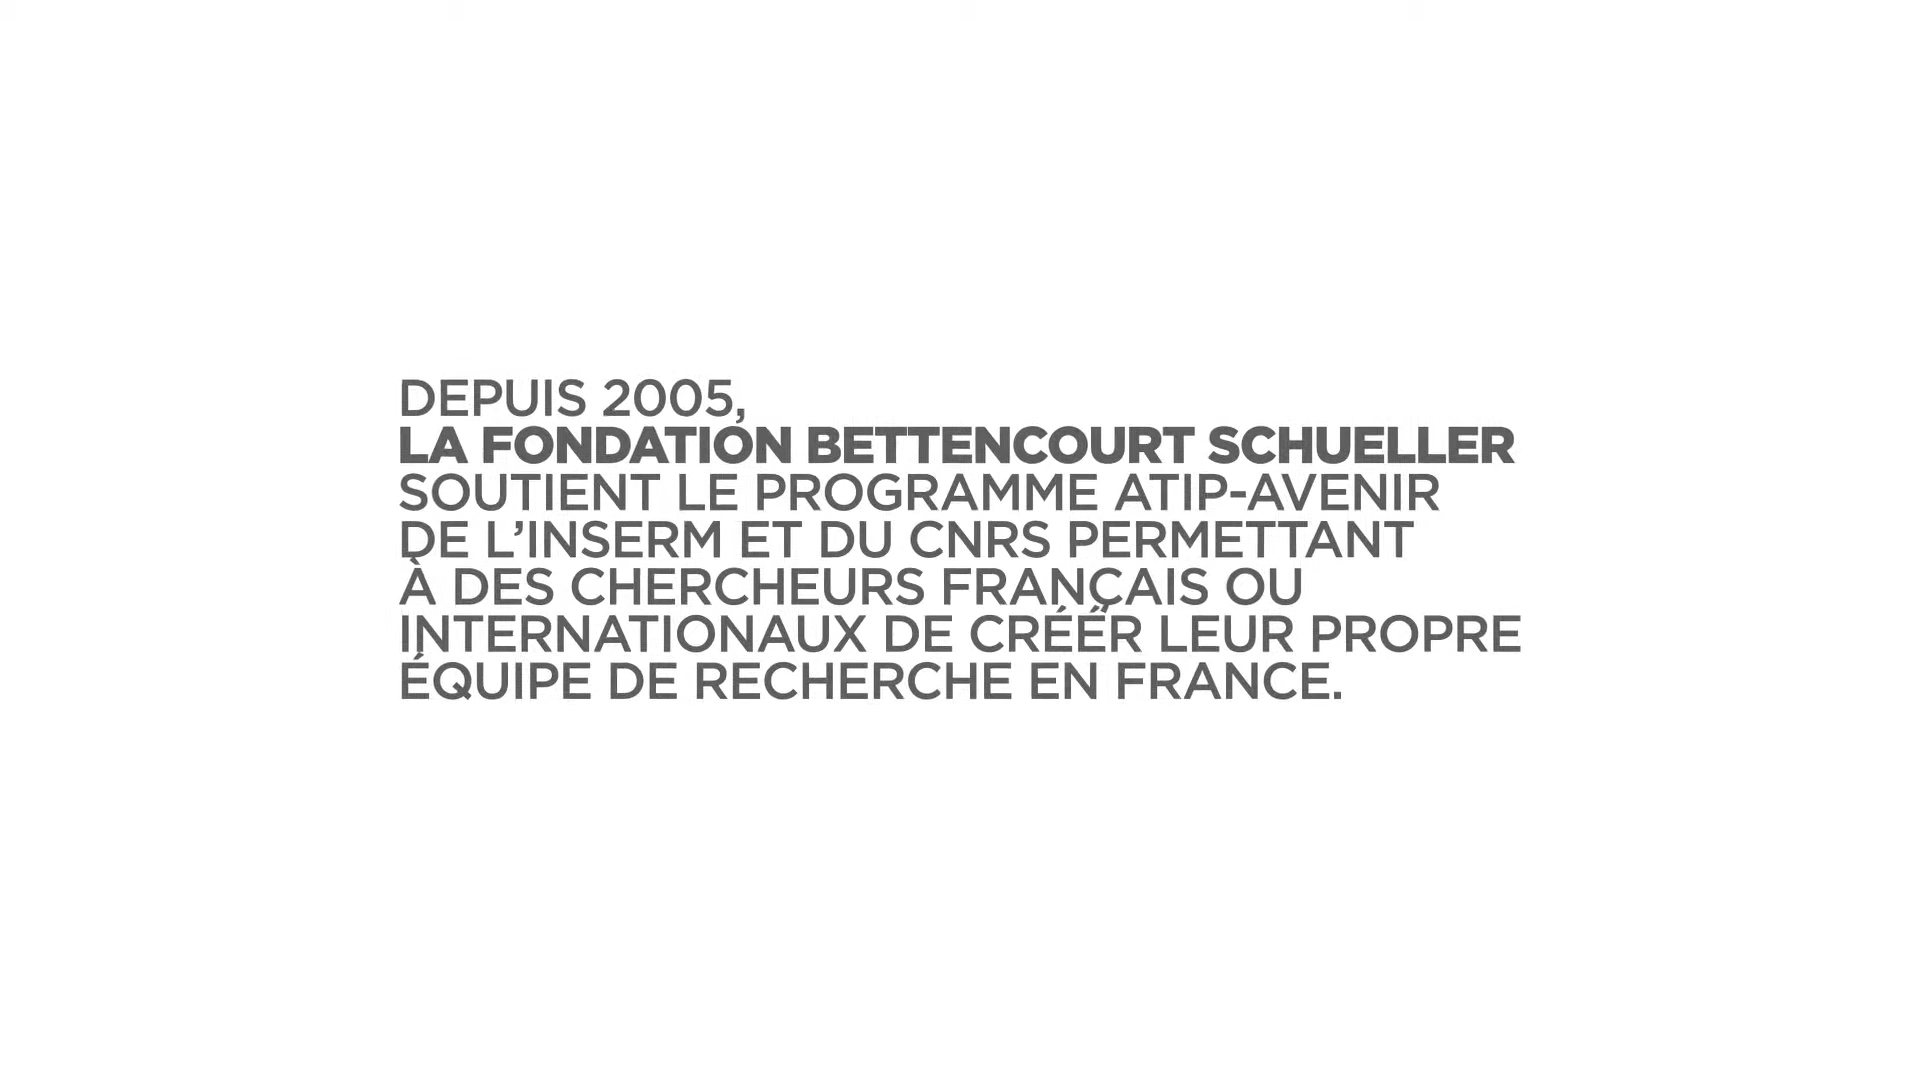 DEPUIS 2005,
LA FONDATION BETTENCOURT SCHUELLER
SOUTIENT LE PROGRAMME ATIP-AVENIR
DE L’INSERM ET DU CNRS PERMETTANT
À DES CHERCHEURS FRANÇAIS OU
INTERNATIONAUX DE CRÉER LEUR PROPRE
ÉQUIPE DE RECHERCHE EN FRANCE.